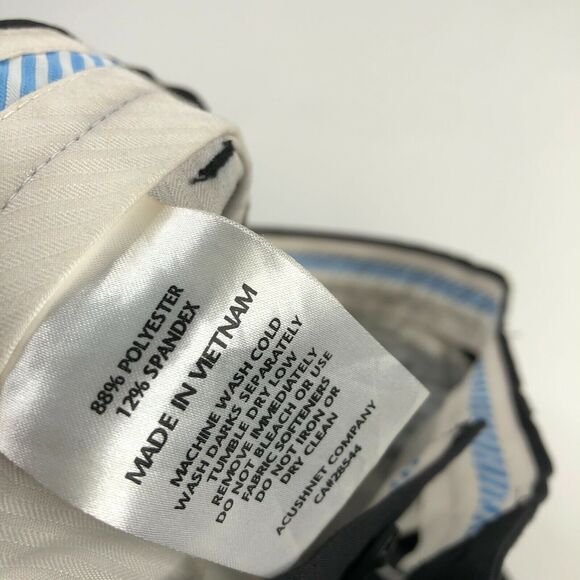 88% POLYESTER
12% SPANDEX
MADE IN VIETNAM
MACHINE WASH COLD
WASH DARKS SEPARATELY
TUMBLE DRY LOW
REMOVE IMMEDIATELY
DO NOT BLEACH OR USE
FABRIC SOFTENERS
DO NOT IRON OR
DRY CLEAN
ACUSHNET COMPANY
CA#28544